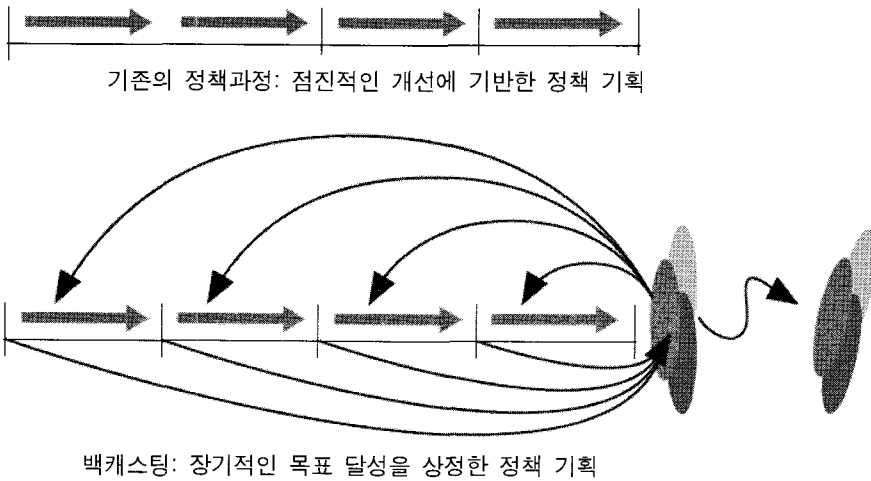 기존의 정책과정: 점진적인 개선에 기반한 정책 기획
백캐스팅: 장기적인 목표 달성을 상정한 정책 기획